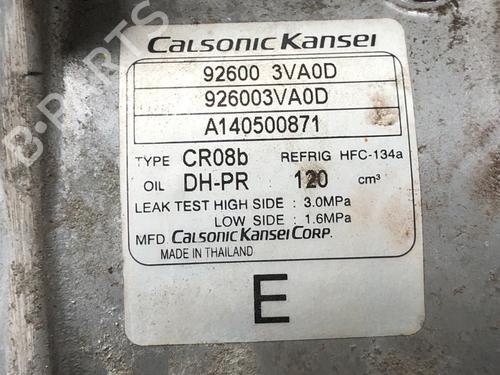 Calsonic Kansei
92600 3VA0D
926003VA0D
A140500871
TYPE CR08b REFRIG HFC-134a
OIL DH-PR 120 cm³
LEAK TEST HIGH SIDE : 3.0MPa
LOW SIDE : 1.6MPa
MFD Calsonic Kansei Corp.
MADE IN THAILAND
E
B-PARTS